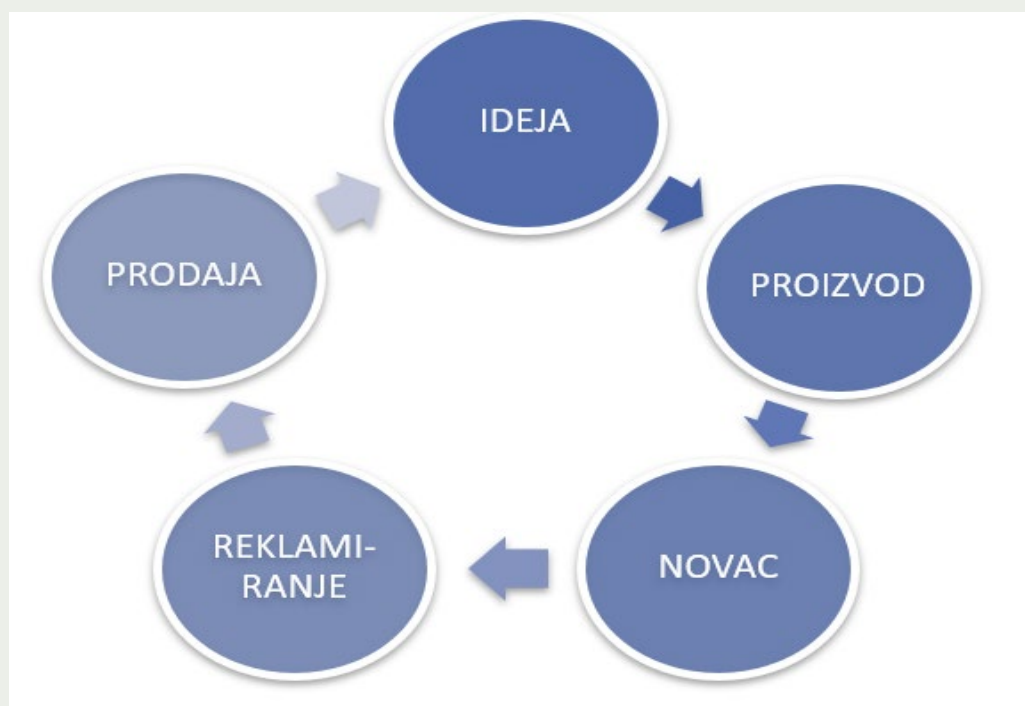 IDEJA
PROIZVOD
NOVAC
REKLAMI-
RANJE
PRODAJA